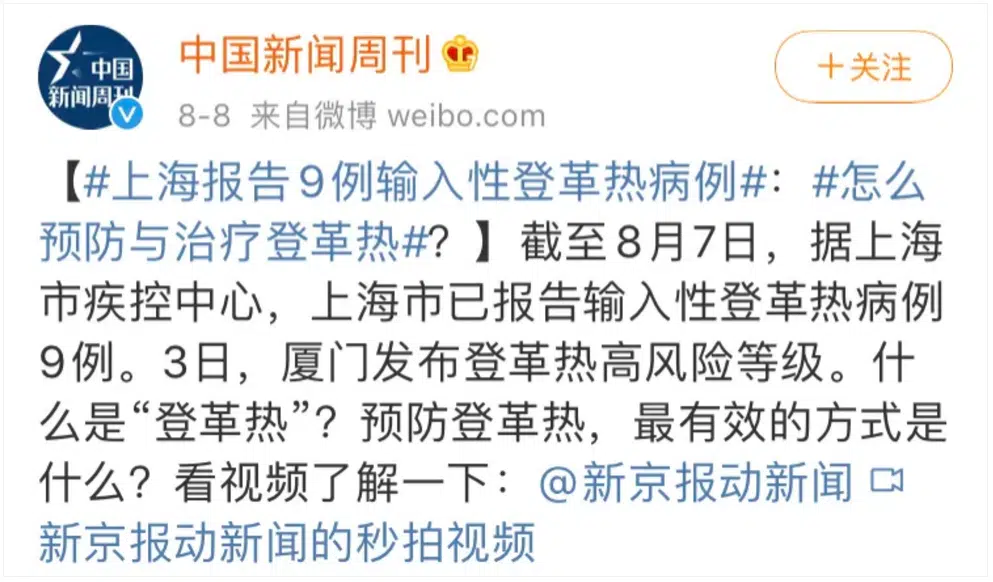 中国
新闻周刊
中国新闻周刊
+关注
8-8 来自微博 weibo.com
【#上海报告9例输入性登革热病例#：#怎么
预防与治疗登革热#？】截至8月7日，据上海
市疾控中心，上海市已报告输入性登革热病例
9例。3日，厦门发布登革热高风险等级。什
么是“登革热”？预防登革热，最有效的方式是
什么？看视频了解一下：@新京报动新闻
新京报动新闻的秒拍视频